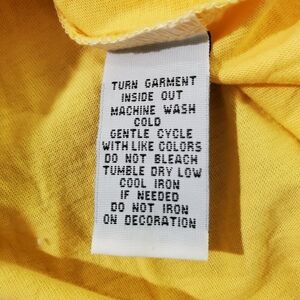 TURN GARMENT
INSIDE OUT
MACHINE WASH
COLD
GENTLE CYCLE
WITH LIKE COLORS
DO NOT BLEACH
TUMBLE DRY LOW
COOL IRON
IF NEEDED
DO NOT IRON
ON DECORATION